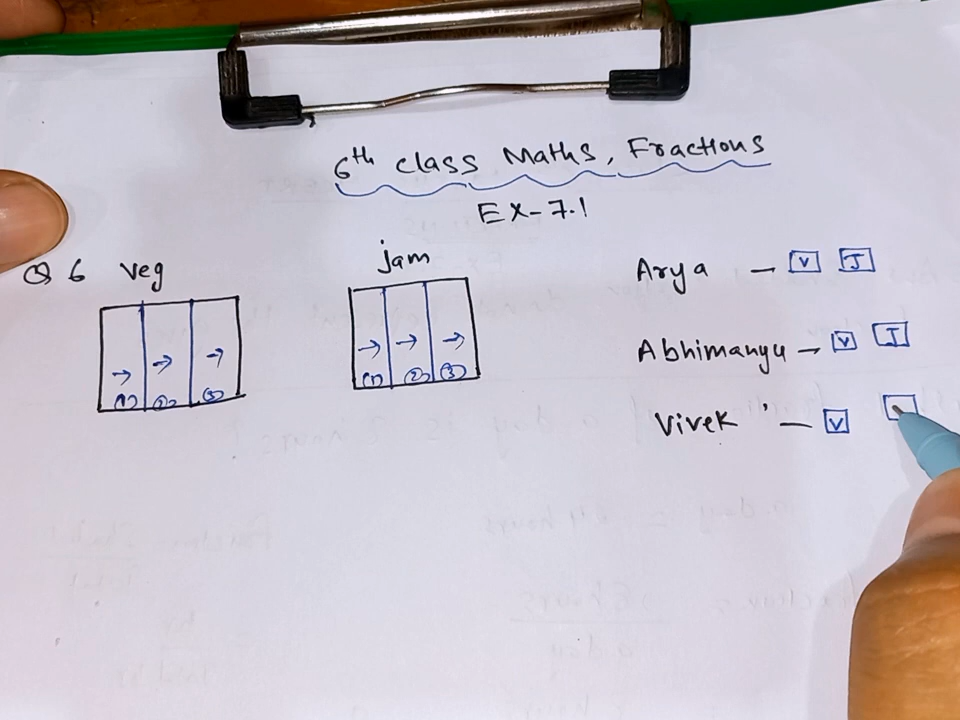 6th class Maths, Fractions
EX-7.1
Q 6 veg jam
(1) (2) (3)
(1) (2) (3)
Arya - V J
Abhimanyu - V J
Vivek - V